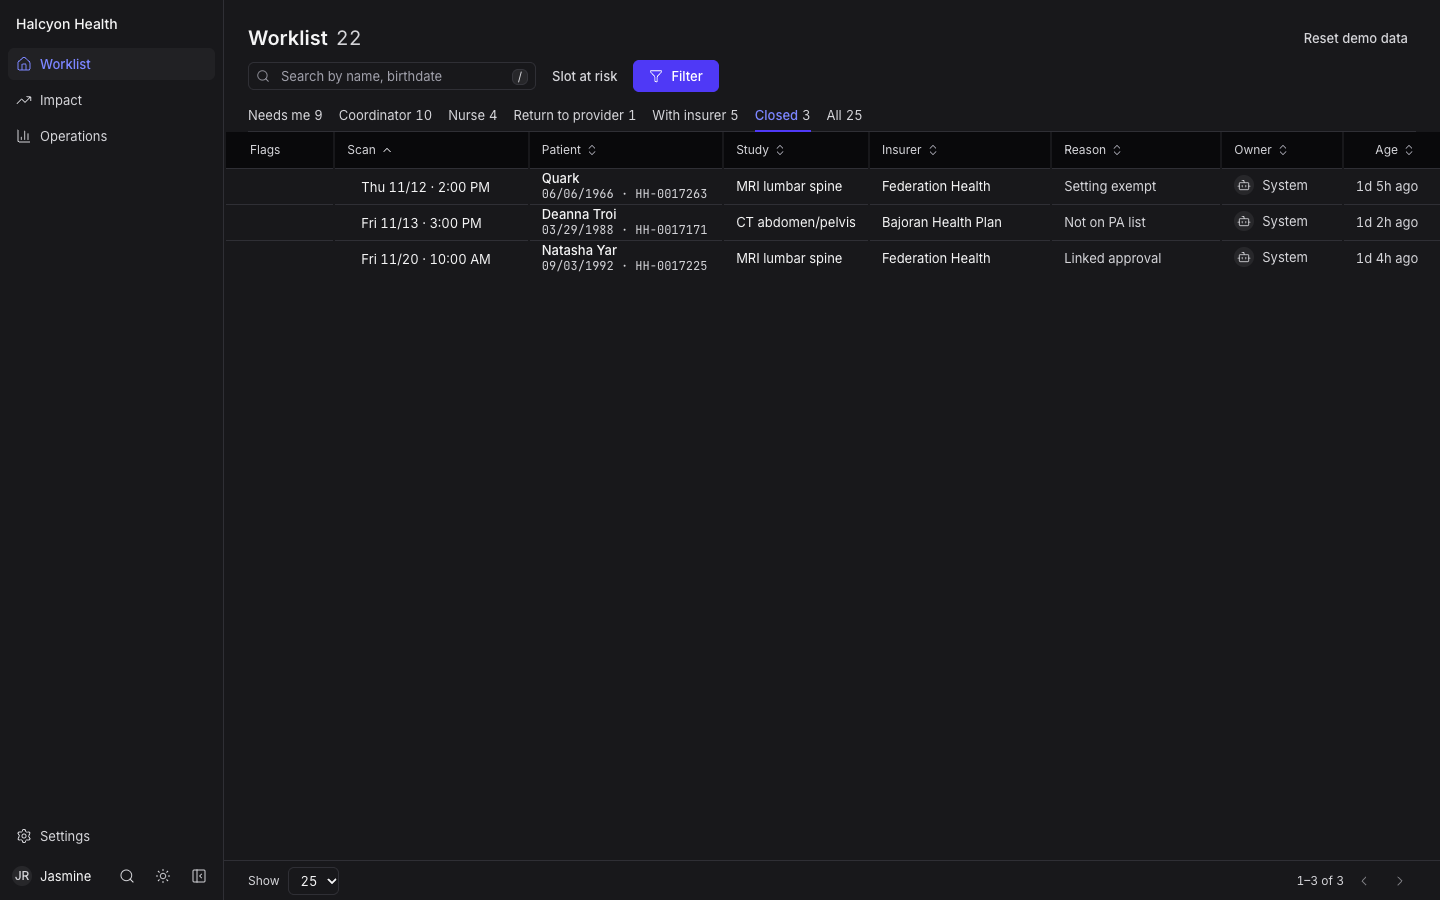 Halcyon Health
Worklist
Impact
Operations
Settings
JR Jasmine
Worklist 22
Reset demo data
Search by name, birthdate /
Slot at risk
Filter
Needs me 9 Coordinator 10 Nurse 4 Return to provider 1 With insurer 5 Closed 3 All 25
Flags Scan Patient Study Insurer Reason Owner Age
Thu 11/12 · 2:00 PM Quark MRI lumbar spine Federation Health Setting exempt System 1d 5h ago
06/06/1966 · HH-0017263
Fri 11/13 · 3:00 PM Deanna Troi CT abdomen/pelvis Bajoran Health Plan Not on PA list System 1d 2h ago
03/29/1988 · HH-0017171
Fri 11/20 · 10:00 AM Natasha Yar MRI lumbar spine Federation Health Linked approval System 1d 4h ago
09/03/1992 · HH-0017225
Show 25
1–3 of 3